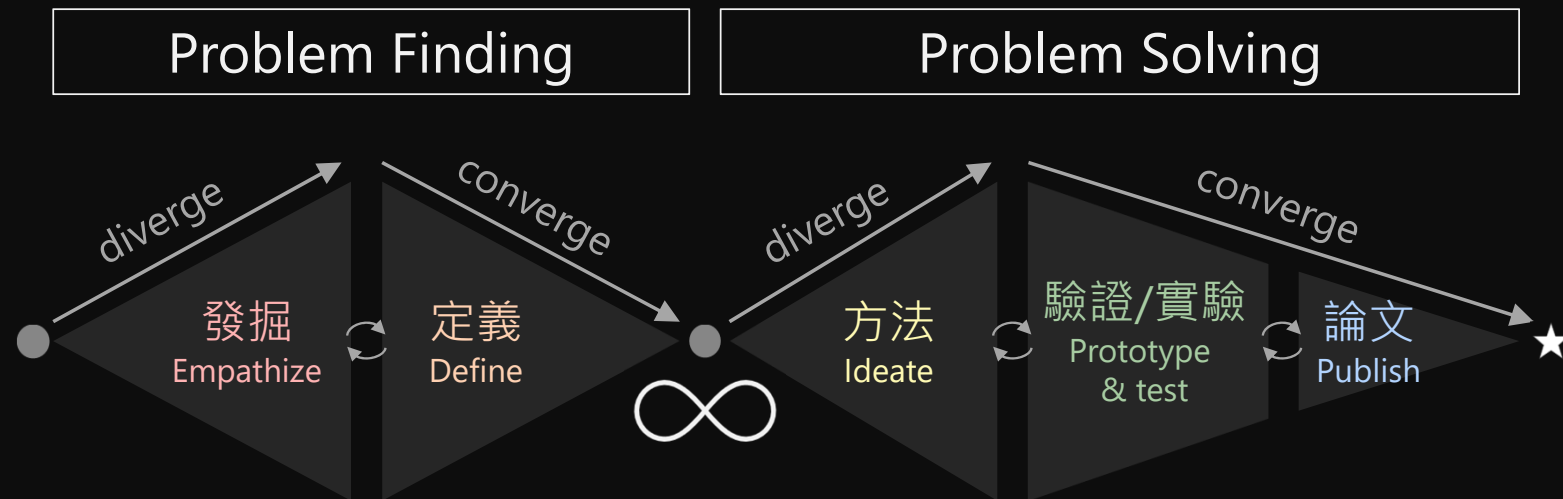 Problem Finding
Problem Solving
diverge
converge
diverge
converge
發掘
Empathize
定義
Define
方法
Ideate
驗證/實驗
Prototype
& test
論文
Publish